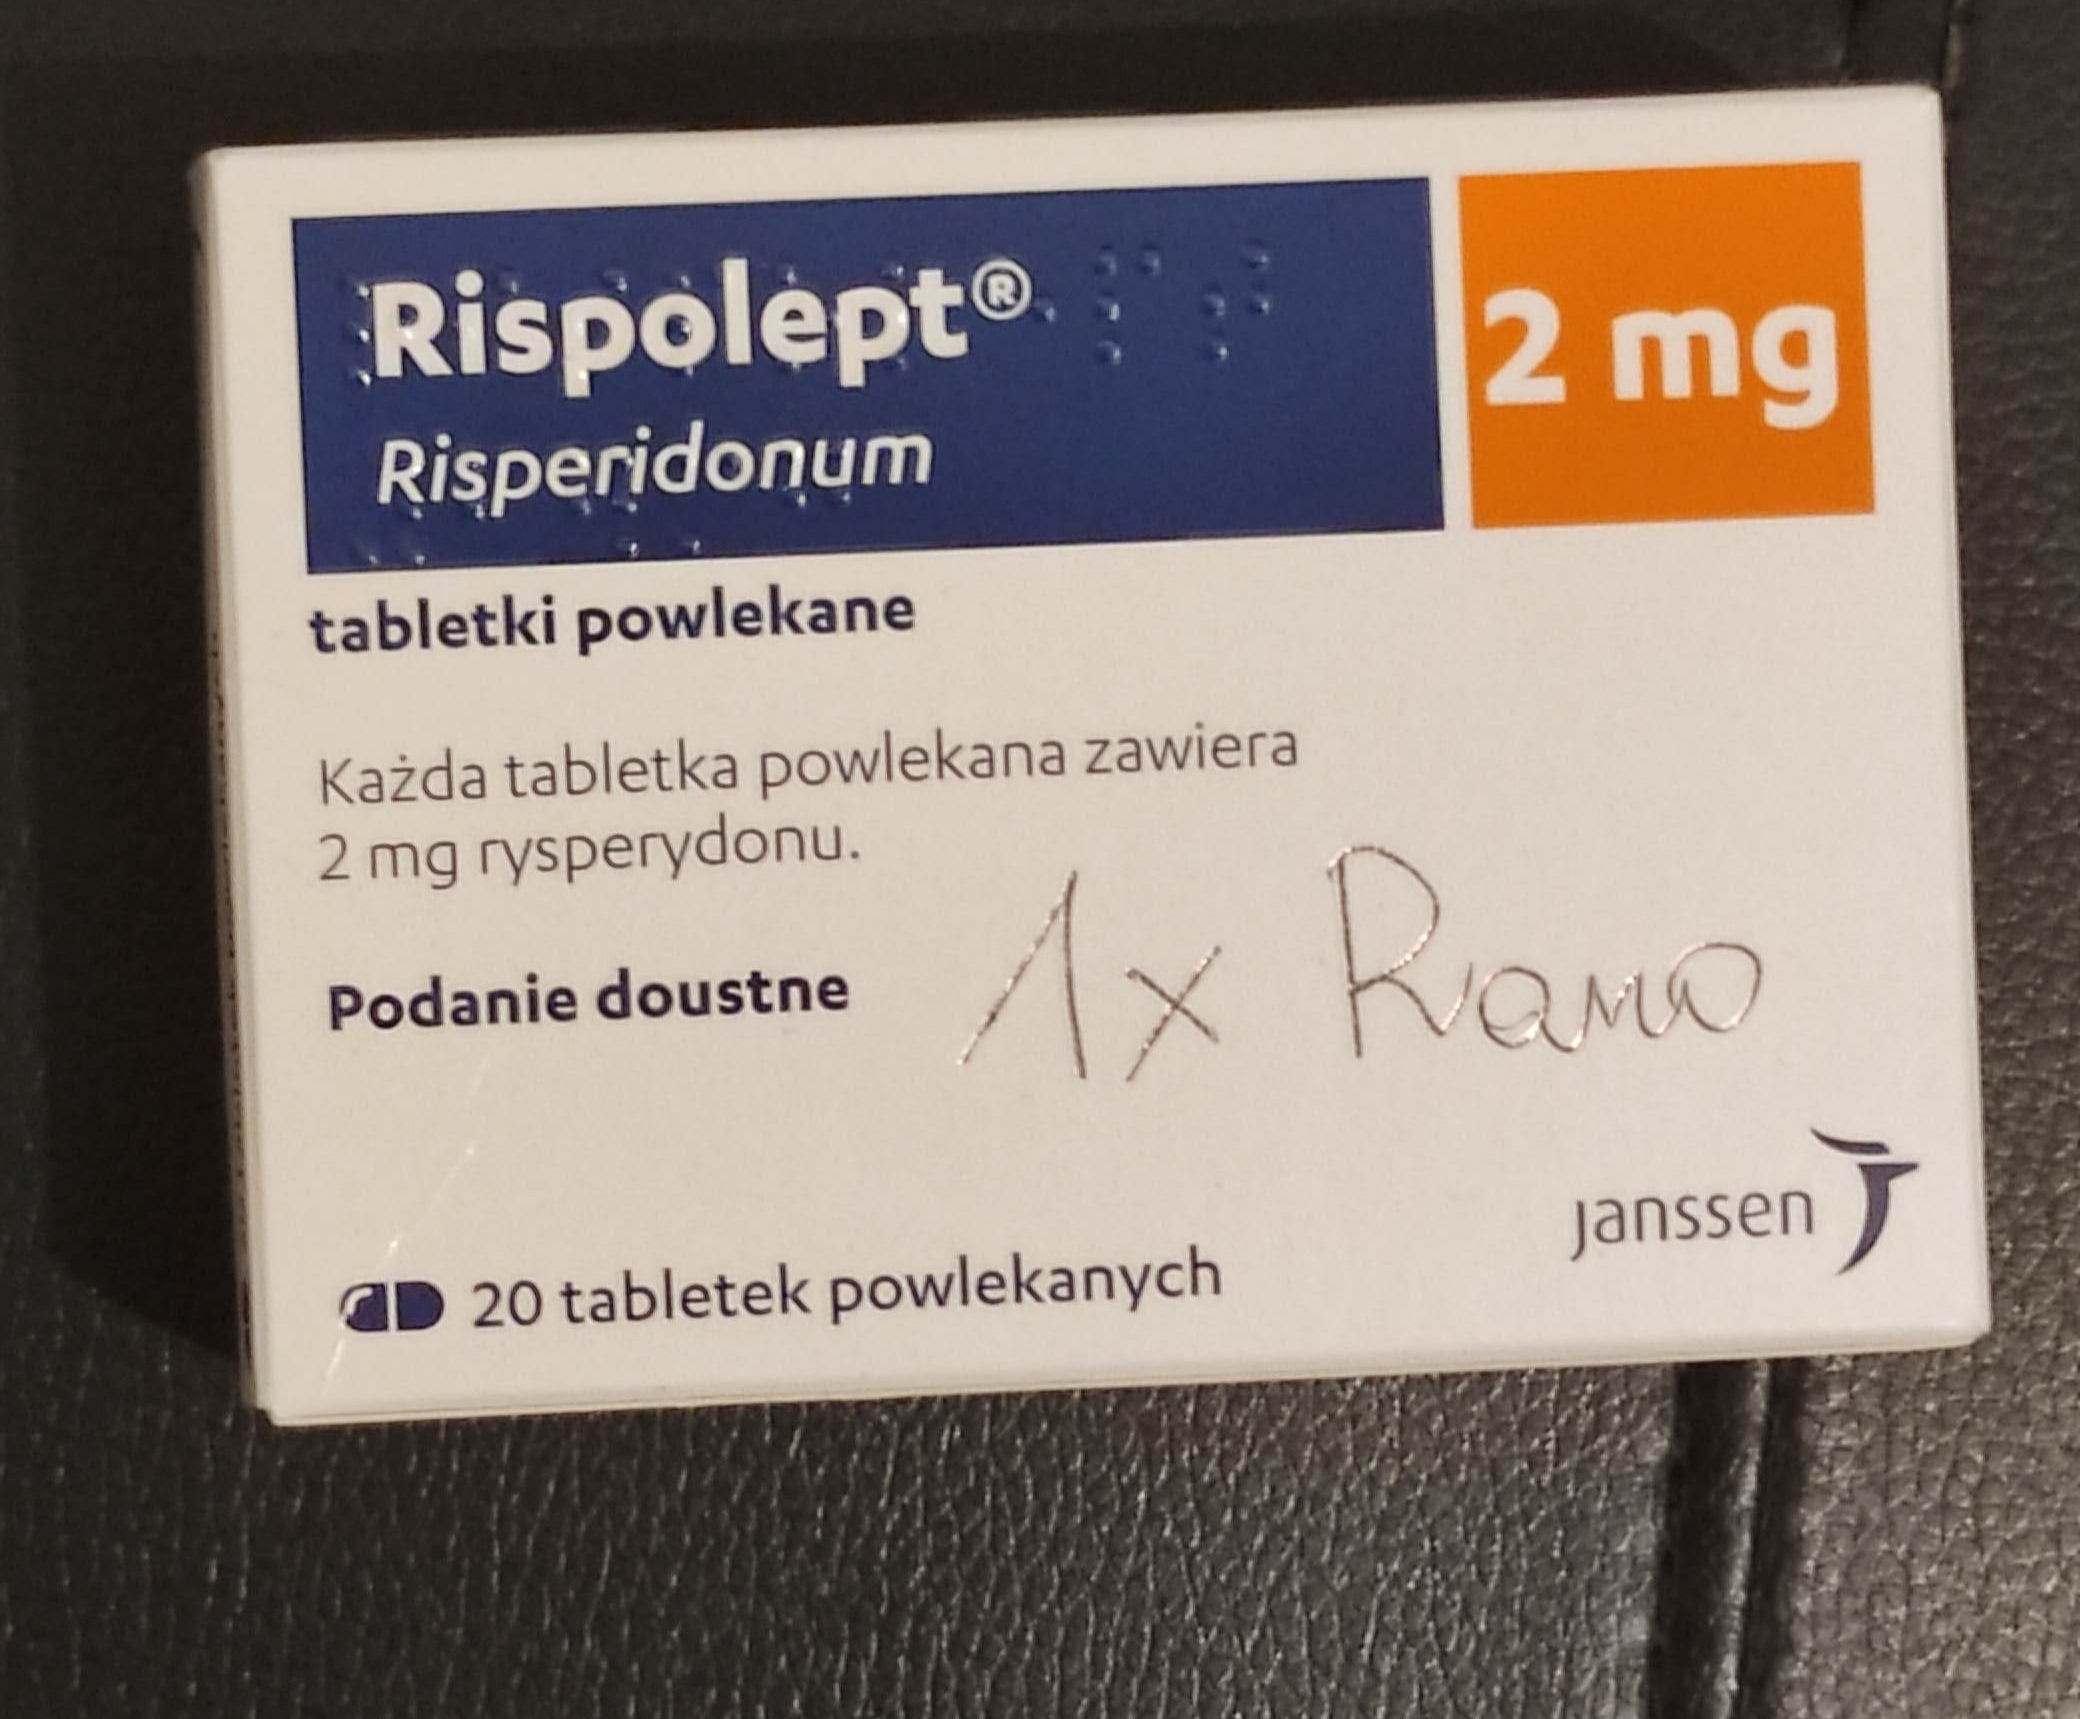 Rispolept®
2 mg
Risperidonum
tabletki powlekane
Każda tabletka powlekana zawiera
2 mg rysperydonu.
Podanie doustne
1x Rano
janssen
20 tabletek powlekanych